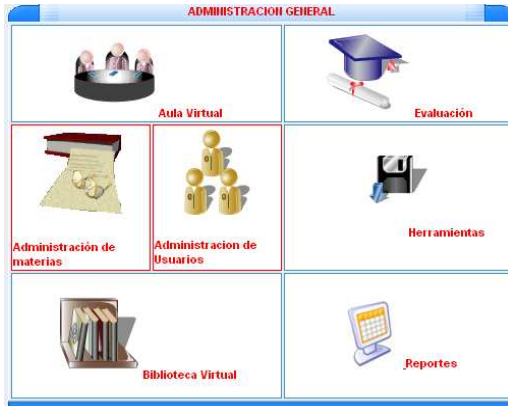 ADMINISTRACION GENERAL
Aula Virtual
Evaluación
Administración de
materias
Administracion de
Usuarios
Herramientas
Biblioteca Virtual
Reportes